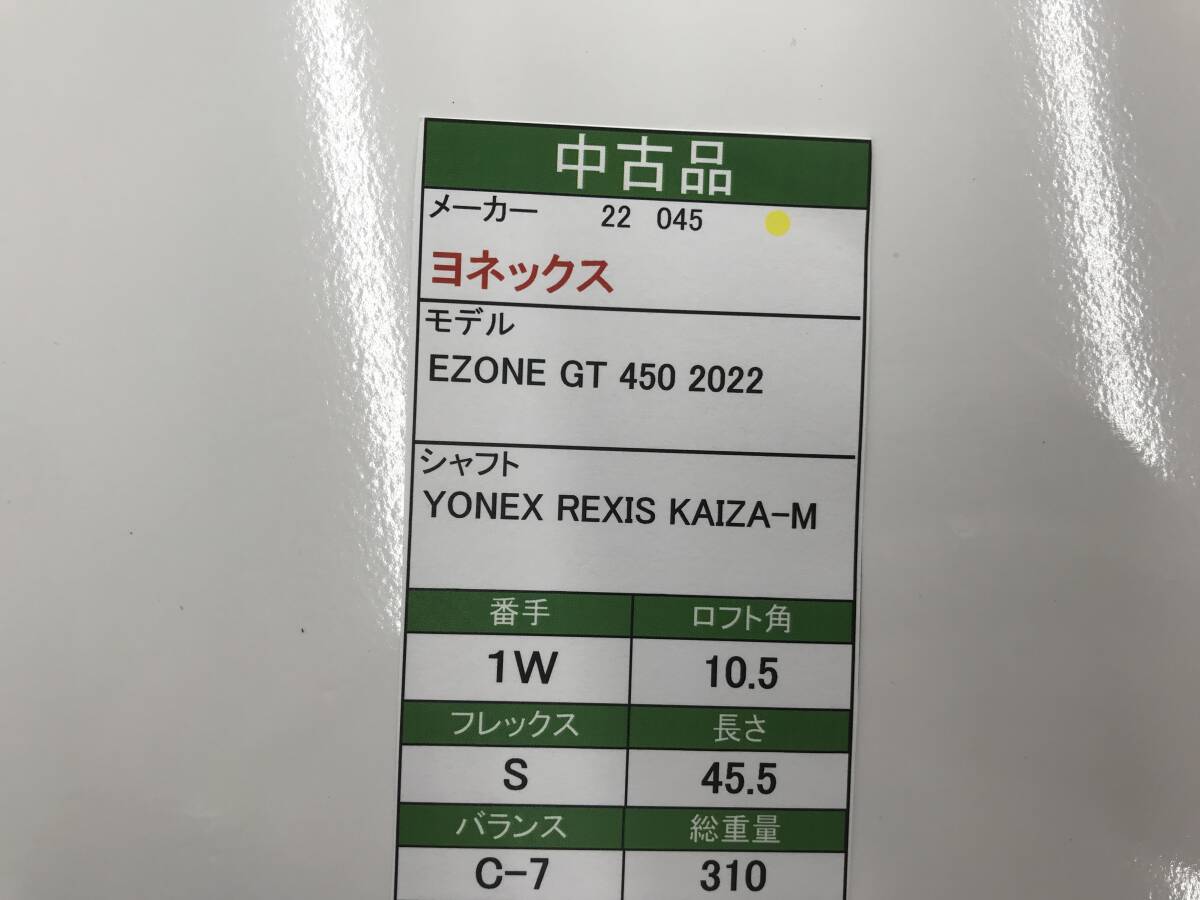 中古品
メーカー 22 045
ヨネックス
モデル
EZONE GT 450 2022
シャフト
YONEX REXIS KAIZA-M
番手 ロフト角
1W 10.5
フレックス 長さ
S 45.5
バランス 総重量
C-7 310